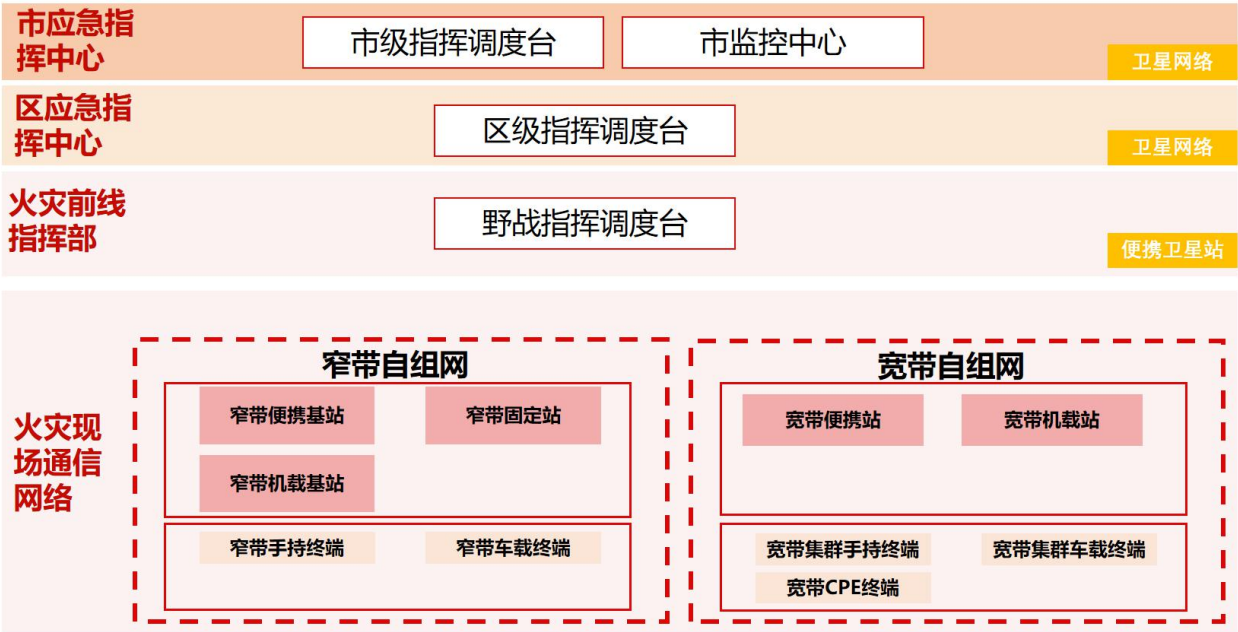 市应急指
挥中心
市级指挥调度台
市监控中心
卫星网络
区应急指
挥中心
区级指挥调度台
卫星网络
火灾前线
指挥部
野战指挥调度台
便携卫星站
火灾现
场通信
网络
窄带自组网
窄带便携基站
窄带固定站
窄带机载基站
窄带手持终端
窄带车载终端
宽带自组网
宽带便携站
宽带机载站
宽带集群手持终端
宽带集群车载终端
宽带CPE终端